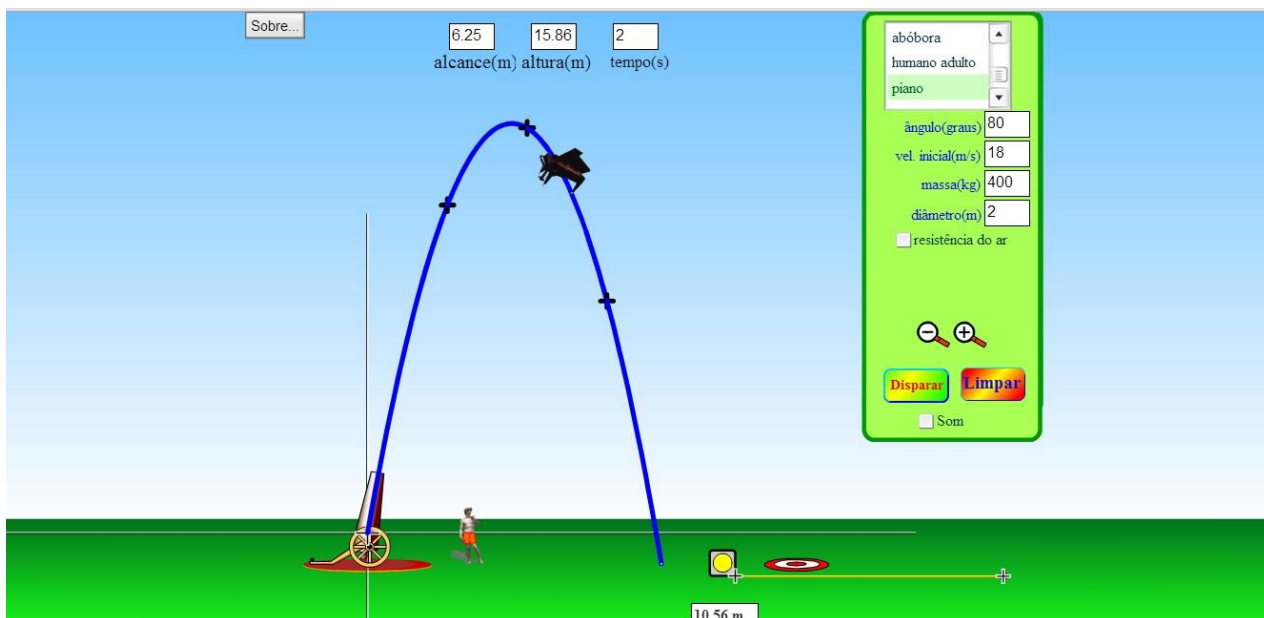 Sobre...
6.25 15.86 2
alcance(m) altura(m) tempo(s)
abóbora
humano adulto
piano
ângulo(graus) 80
vel. inicial(m/s) 18
massa(kg) 400
diâmetro(m) 2
resistência do ar
Disparar Limpar
Som
10.56 m